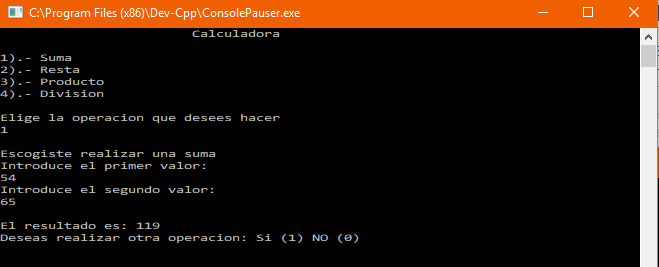 C:\Program Files (x86)\Dev-Cpp\ConsolePauser.exe
Calculadora
1).- Suma
2).- Resta
3).- Producto
4).- Division
Elige la operacion que desees hacer
1
Escogiste realizar una suma
Introduce el primer valor:
54
Introduce el segundo valor:
65
El resultado es: 119
Deseas realizar otra operacion: Si (1) NO (0)